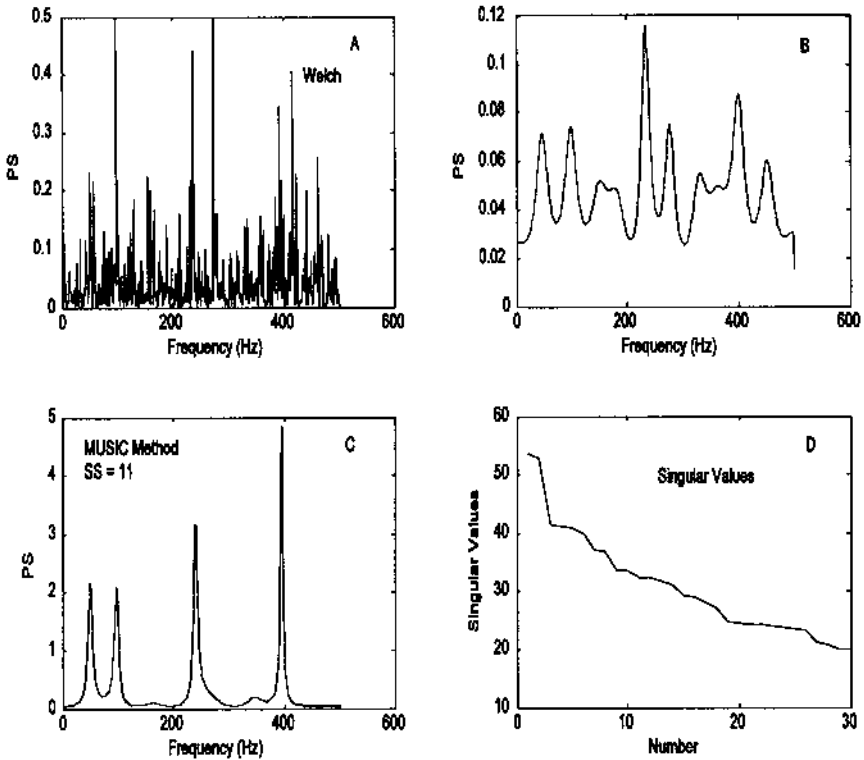 0.5
0.4
0.3
0.2
0.1
0
PS
0
200
400
600
Frequency (Hz)
A
Welch
0.12
0.1
0.08
0.06
0.04
0.02
0
PS
0
200
400
600
Frequency (Hz)
B
5
4
3
2
1
0
PS
0
200
400
600
Frequency (Hz)
MUSIC Method
SS = 11
C
60
50
40
30
20
10
Singular Values
0
10
20
30
Number
D
Singular Values